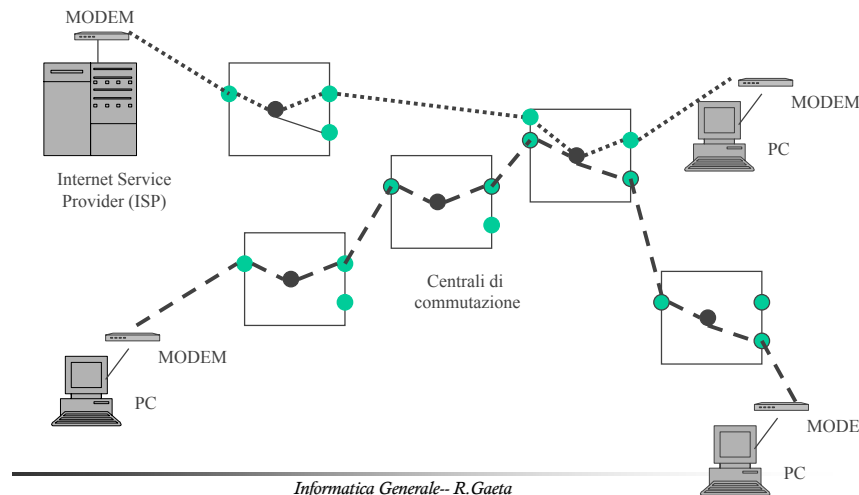 MODEM
MODEM
PC
Internet Service
Provider (ISP)
Centrali di
commutazione
MODEM
PC
MODE
PC
Informatica Generale-- R.Gaeta